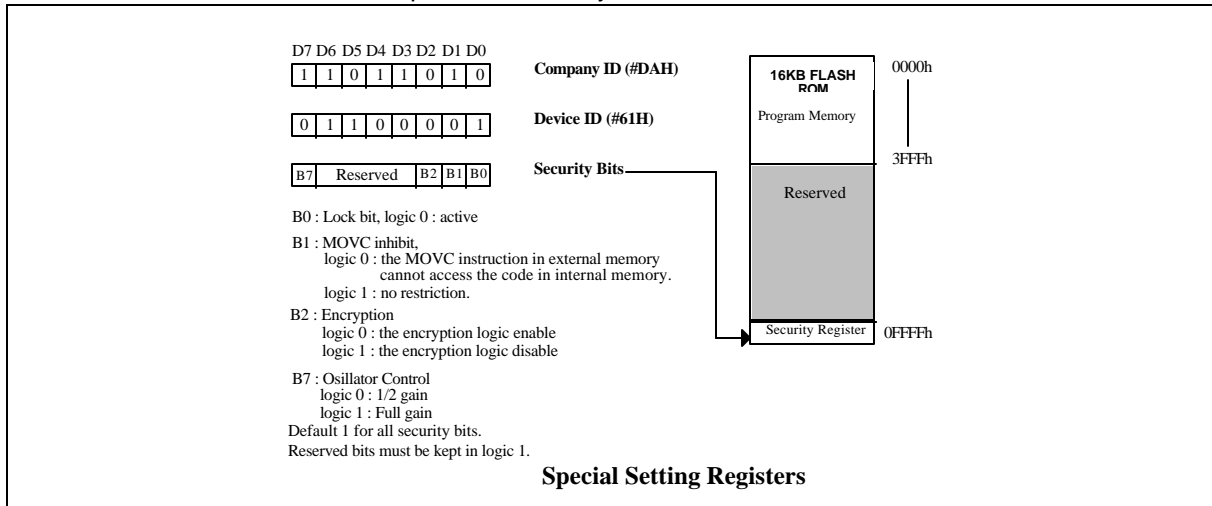 D7 D6 D5 D4 D3 D2 D1 D0
1 1 0 1 1 0 1 0 Company ID (#DAH)
0 1 1 0 0 0 0 1 Device ID (#61H)
B7 Reserved B2 B1 B0 Security Bits
B0 : Lock bit, logic 0 : active
B1 : MOVC inhibit,
logic 0 : the MOVC instruction in external memory
cannot access the code in internal memory.
logic 1 : no restriction.
B2 : Encryption
logic 0 : the encryption logic enable
logic 1 : the encryption logic disable
B7 : Osillator Control
logic 0 : 1/2 gain
logic 1 : Full gain
Default 1 for all security bits.
Reserved bits must be kept in logic 1.
16KB FLASH
ROM
Program Memory
0000h
3FFFh
Reserved
Security Register
0FFFFh
Special Setting Registers